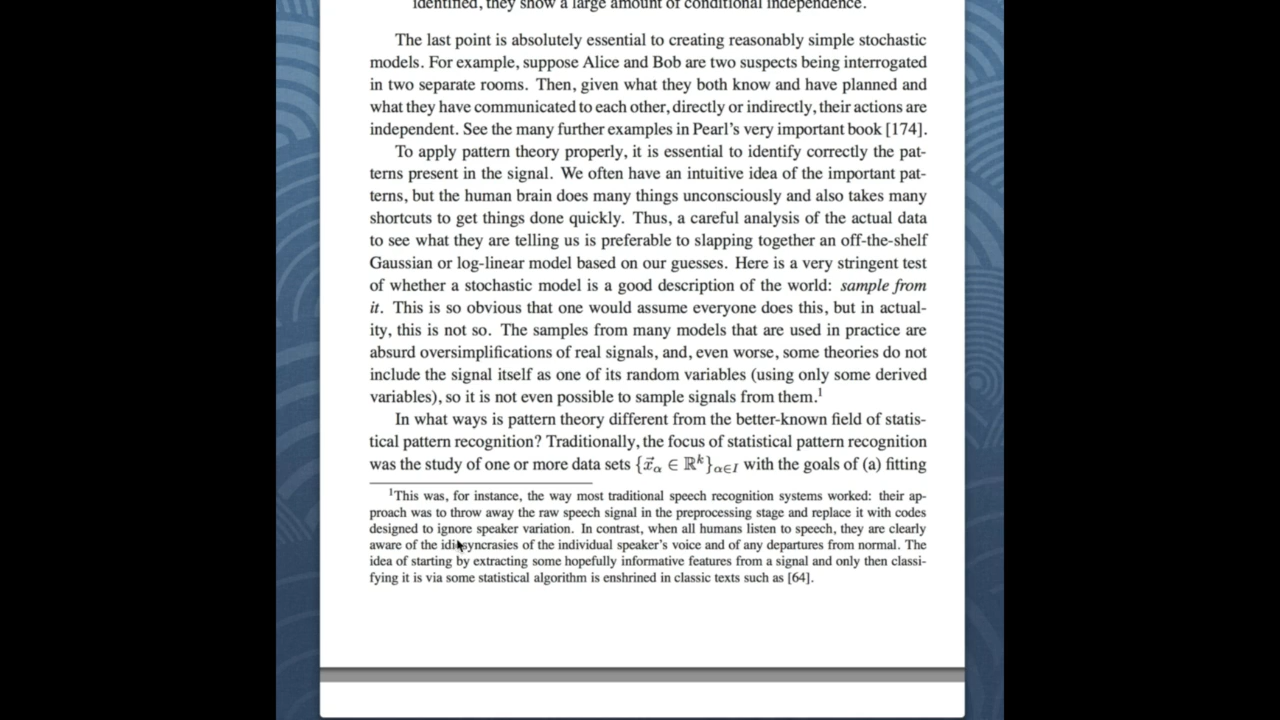 identified, they show a large amount of conditional independence.
The last point is absolutely essential to creating reasonably simple stochastic
models. For example, suppose Alice and Bob are two suspects being interrogated
in two separate rooms. Then, given what they both know and have planned and
what they have communicated to each other, directly or indirectly, their actions are
independent. See the many further examples in Pearl’s very important book [174].
To apply pattern theory properly, it is essential to identify correctly the pat-
terns present in the signal. We often have an intuitive idea of the important pat-
terns, but the human brain does many things unconsciously and also takes many
shortcuts to get things done quickly. Thus, a careful analysis of the actual data
to see what they are telling us is preferable to slapping together an off-the-shelf
Gaussian or log-linear model based on our guesses. Here is a very stringent test
of whether a stochastic model is a good description of the world: sample from
it. This is so obvious that one would assume everyone does this, but in actual-
ity, this is not so. The samples from many models that are used in practice are
absurd oversimplifications of real signals, and, even worse, some theories do not
include the signal itself as one of its random variables (using only some derived
variables), so it is not even possible to sample signals from them.¹
In what ways is pattern theory different from the better-known field of statis-
tical pattern recognition? Traditionally, the focus of statistical pattern recognition
was the study of one or more data sets {x⃗α ∈ ℝᵏ}α∈I with the goals of (a) fitting
¹This was, for instance, the way most traditional speech recognition systems worked: their ap-
proach was to throw away the raw speech signal in the preprocessing stage and replace it with codes
designed to ignore speaker variation. In contrast, when all humans listen to speech, they are clearly
aware of the idiosyncrasies of the individual speaker’s voice and of any departures from normal. The
idea of starting by extracting some hopefully informative features from a signal and only then classi-
fying it is via some statistical algorithm is enshrined in classic texts such as [64].